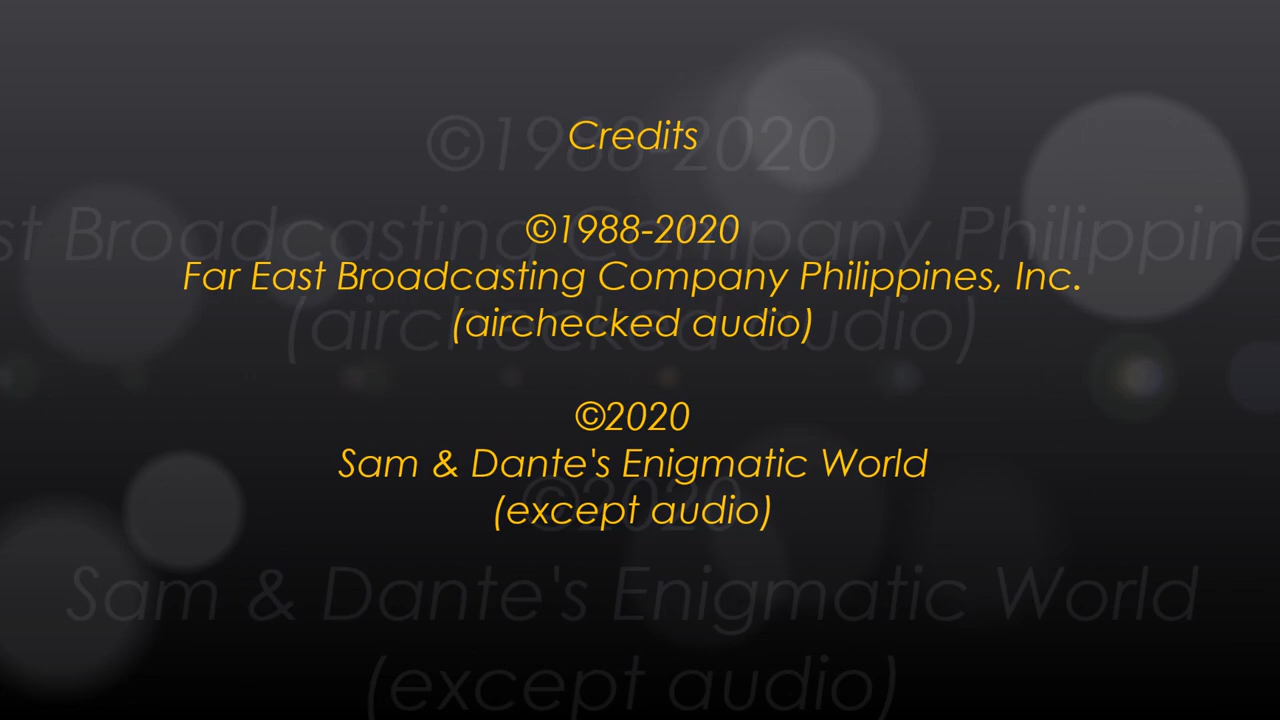 Credits
©1988-2020
Far East Broadcasting Company Philippines, Inc.
(airchecked audio)
©2020
Sam & Dante's Enigmatic World
(except audio)